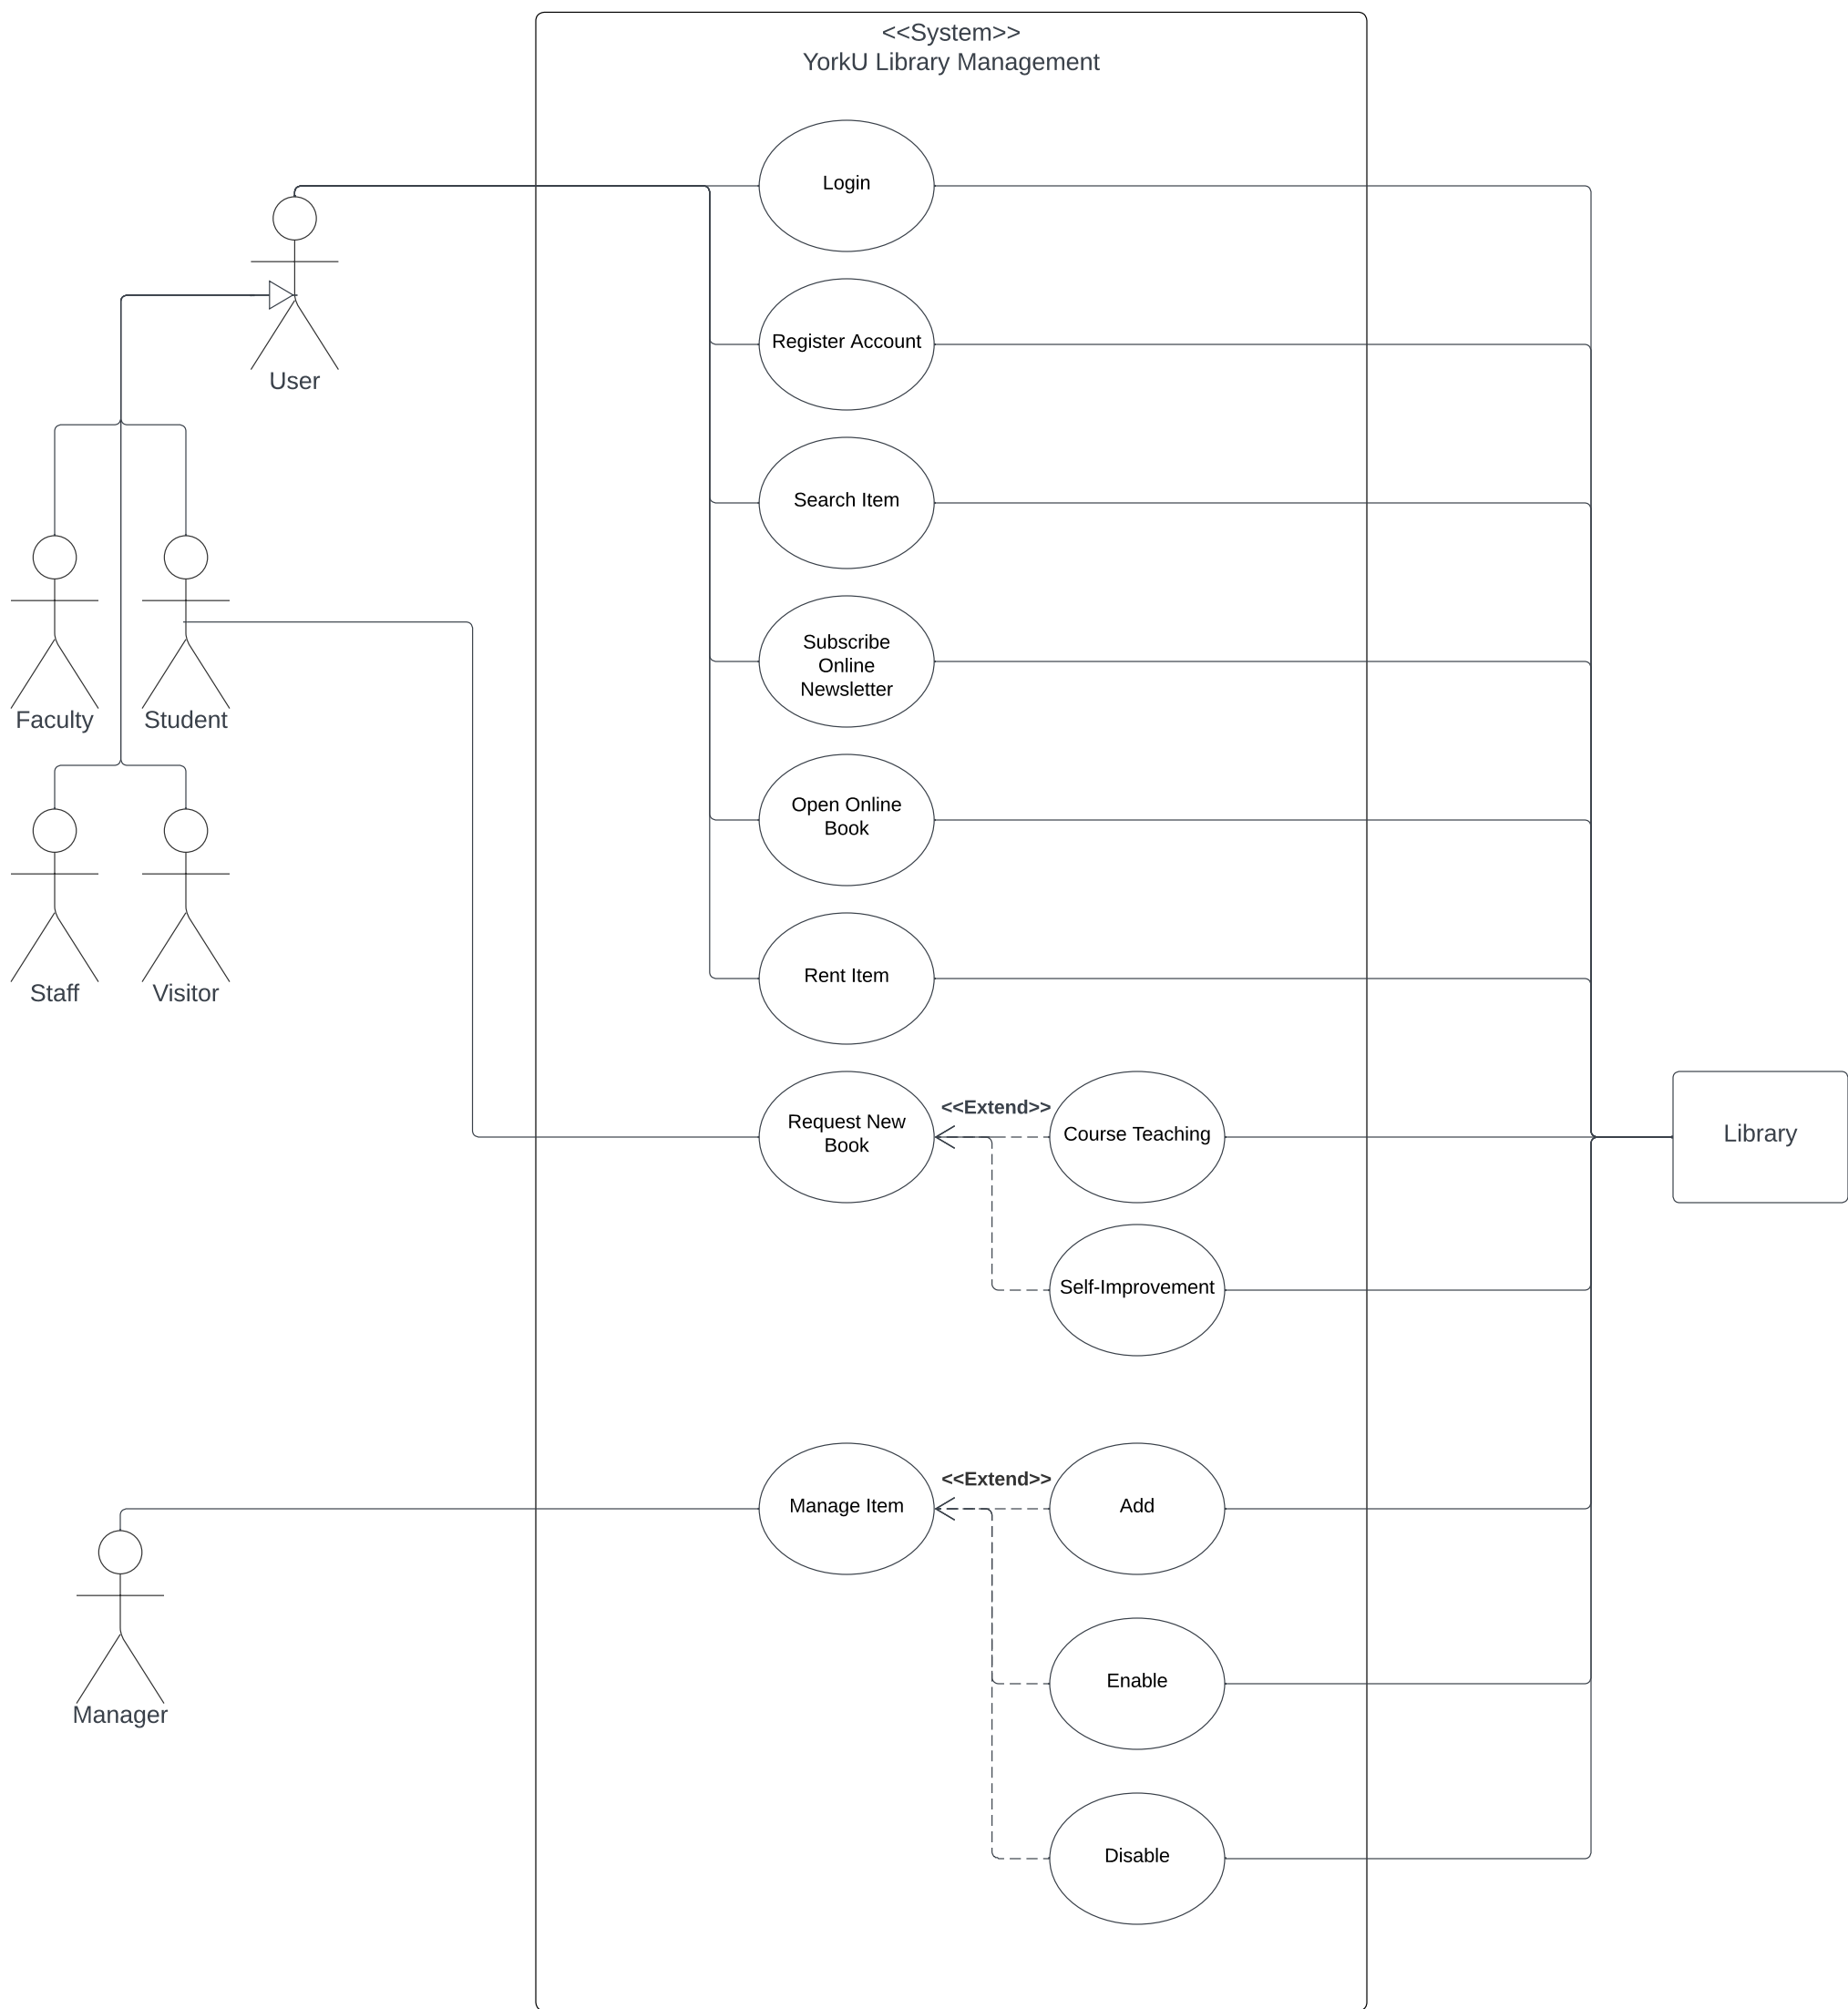 <<System>>
YorkU Library Management
Login
Register Account
User
Search Item
Subscribe
Online
Newsletter
Faculty
Student
Open Online
Book
Rent Item
Staff
Visitor
<<Extend>>
Request New
Book
Course Teaching
Library
Self-Improvement
<<Extend>>
Manage Item
Add
Enable
Manager
Disable